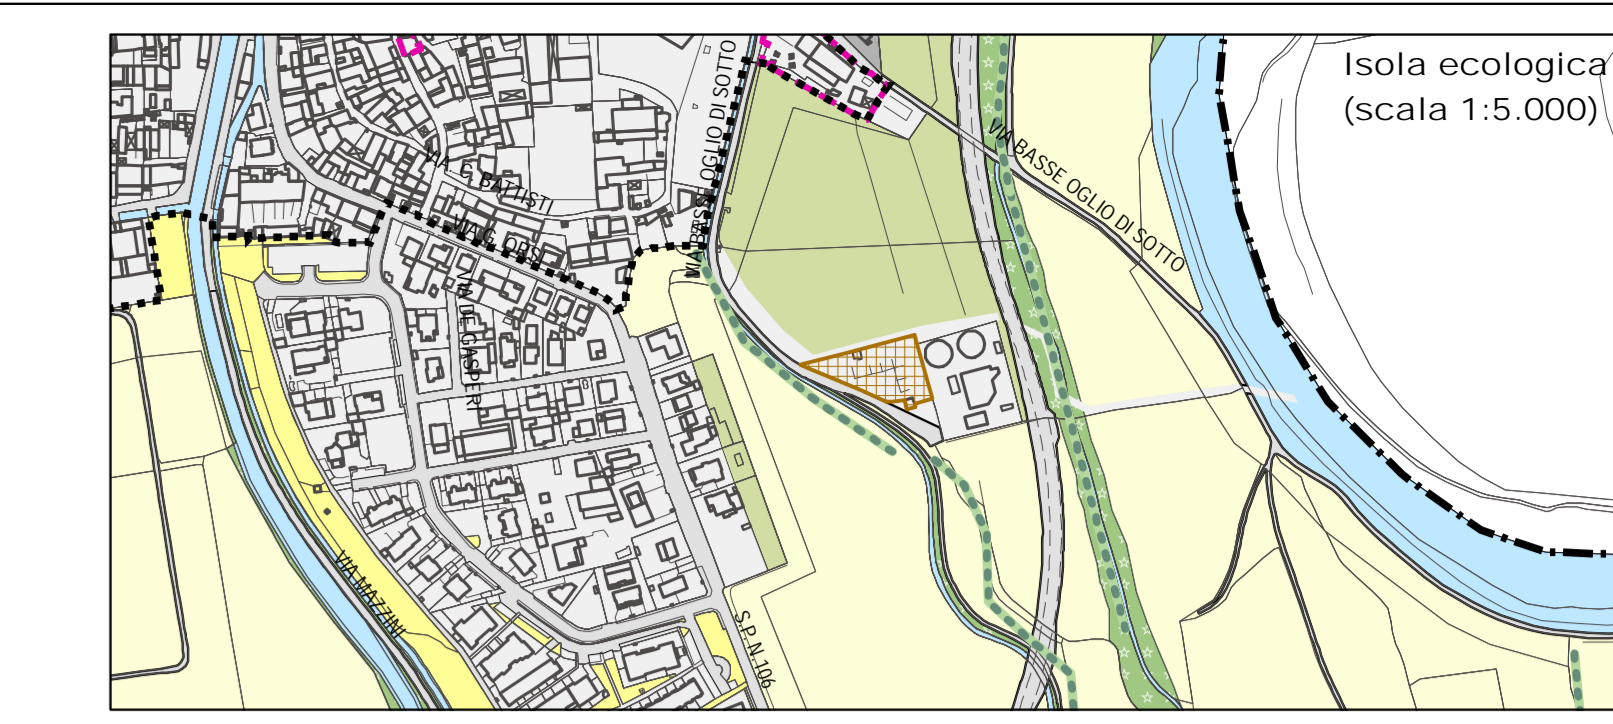 Isola ecologica
(scala 1:5.000)
VIA BASSE OGLIO DI SOTTO
VIA BASSE OGLIO DI SOTTO
VIA C. BATTISTI
VIA G. ORSI
VIA DE GASPERI
VIA MAZZINI
S.P. N.106